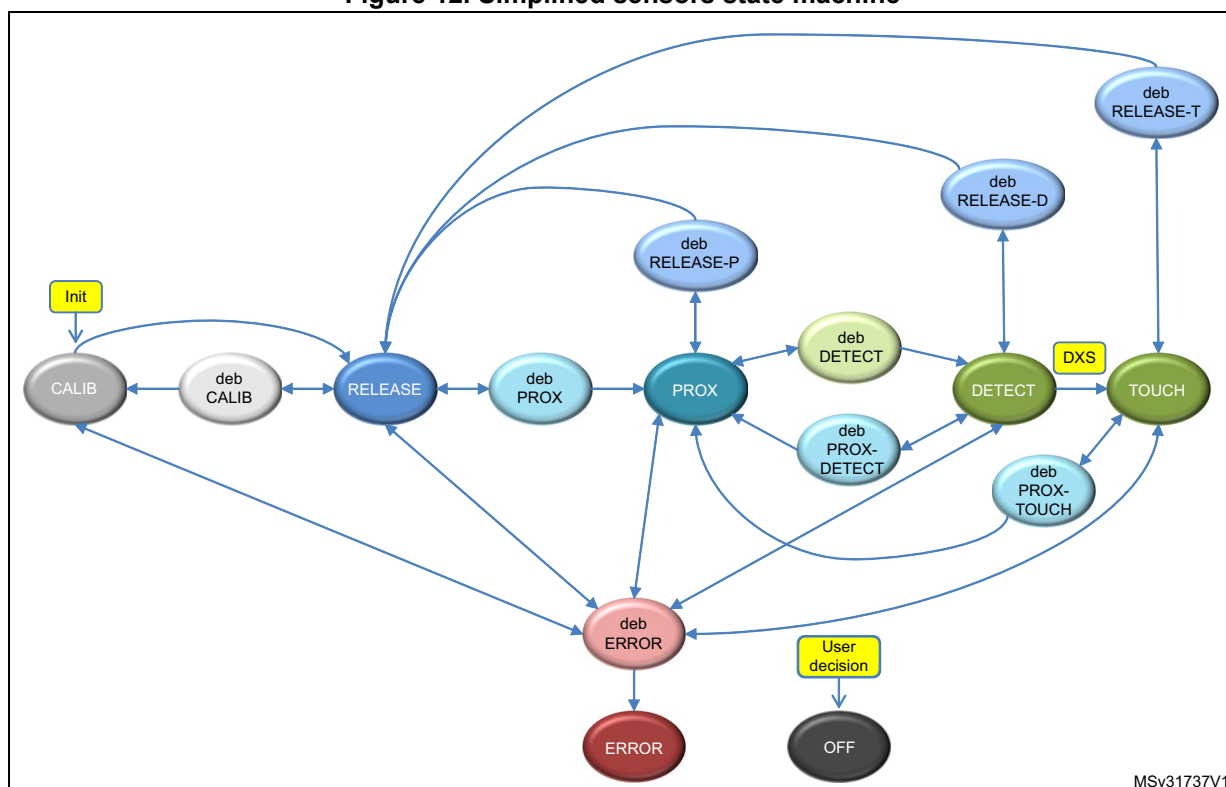 Figure 12. Simplified sensors state machine
deb
RELEASE-T
deb
RELEASE-D
deb
RELEASE-P
Init
deb
DETECT
DXS
CALIB
deb
CALIB
RELEASE
deb
PROX
PROX
DETECT
TOUCH
deb
PROX-
DETECT
deb
PROX-
TOUCH
deb
ERROR
User
decision
ERROR
OFF
MSv31737V1